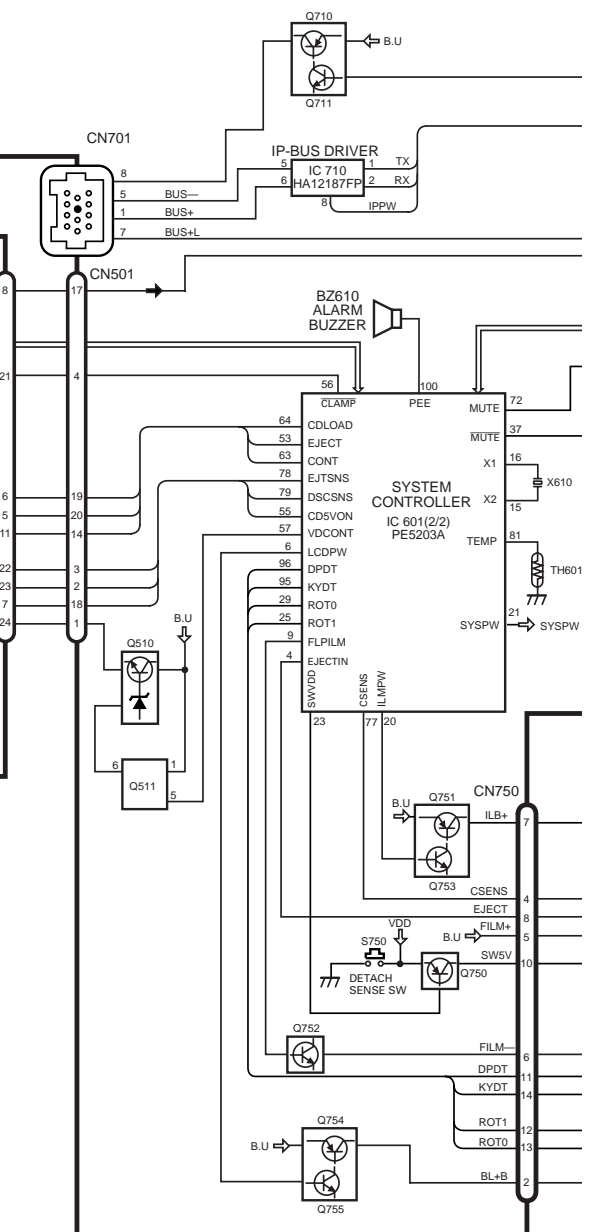 Q710
B.U
Q711
CN701
IP-BUS DRIVER
8
5
BUS—
5
IC 710
1
TX
6
HA12187FP
2
RX
1
BUS+
8
IPPW
7
BUS+L
CN501
8
17
BZ610
ALARM
BUZZER
21
4
56
100
CLAMP
PEE
MUTE
72
64
CDLOAD
37
MUTE
53
EJECT
63
CONT
X1
16
78
EJTSNS
SYSTEM
CONTROLLER
X610
79
DSCSNS
X2
15
55
CD5VON
IC 601(2/2)
PE5203A
57
VDCONT
TEMP
81
6
LCDPW
96
DPDT
TH601
95
KYDT
29
ROT0
25
ROT1
SYSPW
21
SYSPW
9
FLPILM
4
EJECTIN
SWVDD
CSENS
ILMPW
23
77
20
6
19
5
20
11
14
22
3
23
2
7
18
24
1
B.U
Q510
6
1
Q511
5
CN750
B.U
Q751
ILB+
7
Q753
CSENS
4
EJECT
8
VDD
FILM+
B.U
5
S750
SW5V
10
DETACH
SENSE SW
Q750
Q752
FILM—
6
DPDT
11
KYDT
14
Q754
ROT1
12
B.U
ROT0
13
BL+B
2
Q755